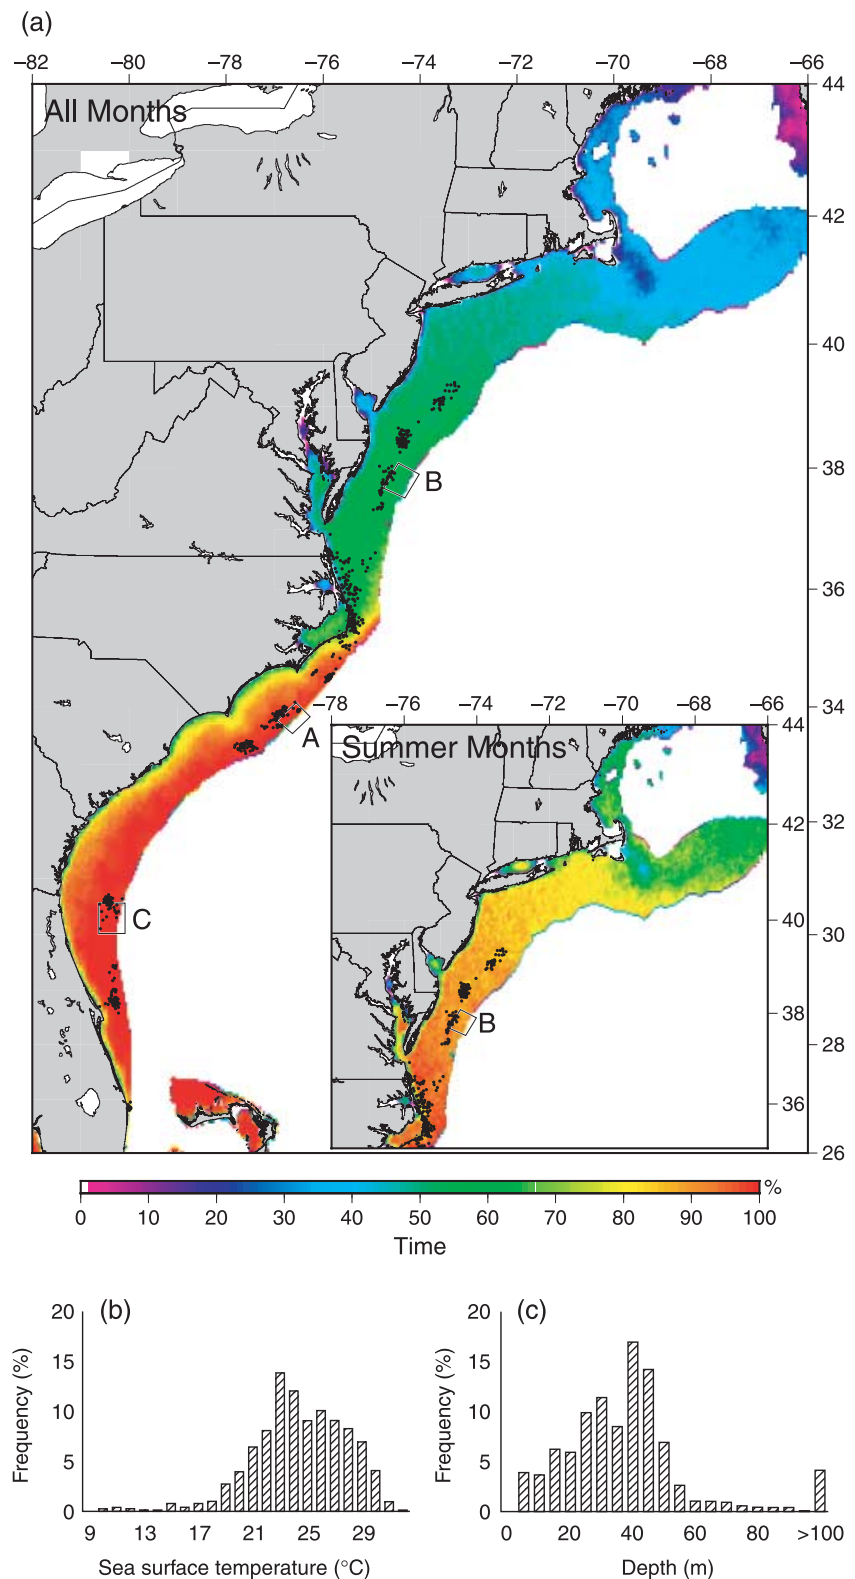 (a)
−82 −80 −78 −76 −74 −72 −70 −68 −66
All Months
44
42
40
38
B
36
34
A
−78 −76 −74 −72 −70 −68 −66
Summer Months
44
32
42
C
40
30
B
38
28
36
26
%
0 10 20 30 40 50 60 70 80 90 100
Time
(b)
20
15
10
5
0
Frequency (%)
9 13 17 21 25 29
Sea surface temperature (°C)
(c)
20
15
10
5
0
Frequency (%)
0 20 40 60 80 >100
Depth (m)